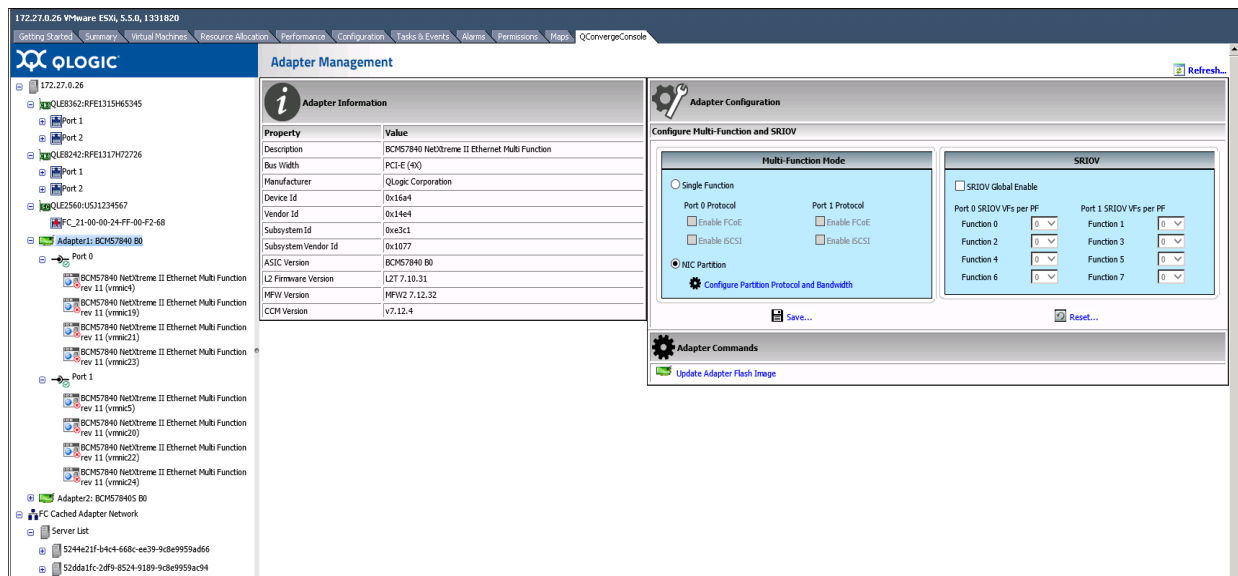 172.27.0.26 VMware ESXi, 5.5.0, 1331820
Getting Started Summary Virtual Machines Resource Allocation Performance Configuration Tasks & Events Alarms Permissions Maps QConvergeConsole
QLOGIC
172.27.0.26
QLE8362:RFE1315H65345
Port 1
Port 2
QLE8242:RFE1317H72726
Port 1
Port 2
QLE2560:USJ1234567
FC_21-00-00-24-FF-00-F2-68
Adapter1: BCM57840 B0
Port 0
BCM57840 NetXtreme II Ethernet Multi Function
rev 11 (vmnic4)
BCM57840 NetXtreme II Ethernet Multi Function
rev 11 (vmnic19)
BCM57840 NetXtreme II Ethernet Multi Function
rev 11 (vmnic21)
BCM57840 NetXtreme II Ethernet Multi Function
rev 11 (vmnic23)
Port 1
BCM57840 NetXtreme II Ethernet Multi Function
rev 11 (vmnic5)
BCM57840 NetXtreme II Ethernet Multi Function
rev 11 (vmnic20)
BCM57840 NetXtreme II Ethernet Multi Function
rev 11 (vmnic22)
BCM57840 NetXtreme II Ethernet Multi Function
rev 11 (vmnic24)
Adapter2: BCM57840S B0
FC Cached Adapter Network
Server List
5244e21f-b4c4-668c-ee39-9c8e9959ad66
52dda1fc-2df9-8524-9189-9c8e9959ac94
Adapter Management
Refresh...
Adapter Information
Property Value
Description BCM57840 NetXtreme II Ethernet Multi Function
Bus Width PCI-E (4X)
Manufacturer QLogic Corporation
Device Id 0x16a4
Vendor Id 0x14e4
Subsystem Id 0xe3c1
Subsystem Vendor Id 0x1077
ASIC Version BCM57840 B0
L2 Firmware Version L2T 7.10.31
MFW Version MFW2 7.12.32
CCM Version v7.12.4
Adapter Configuration
Configure Multi-Function and SRIOV
Multi-Function Mode
Single Function
Port 0 Protocol Port 1 Protocol
Enable FCoE Enable FCoE
Enable iSCSI Enable iSCSI
NIC Partition
Configure Partition Protocol and Bandwidth
SRIOV
SRIOV Global Enable
Port 0 SRIOV VFs per PF Port 1 SRIOV VFs per PF
Function 0 0 Function 1 0
Function 2 0 Function 3 0
Function 4 0 Function 5 0
Function 6 0 Function 7 0
Save... Reset...
Adapter Commands
Update Adapter Flash Image